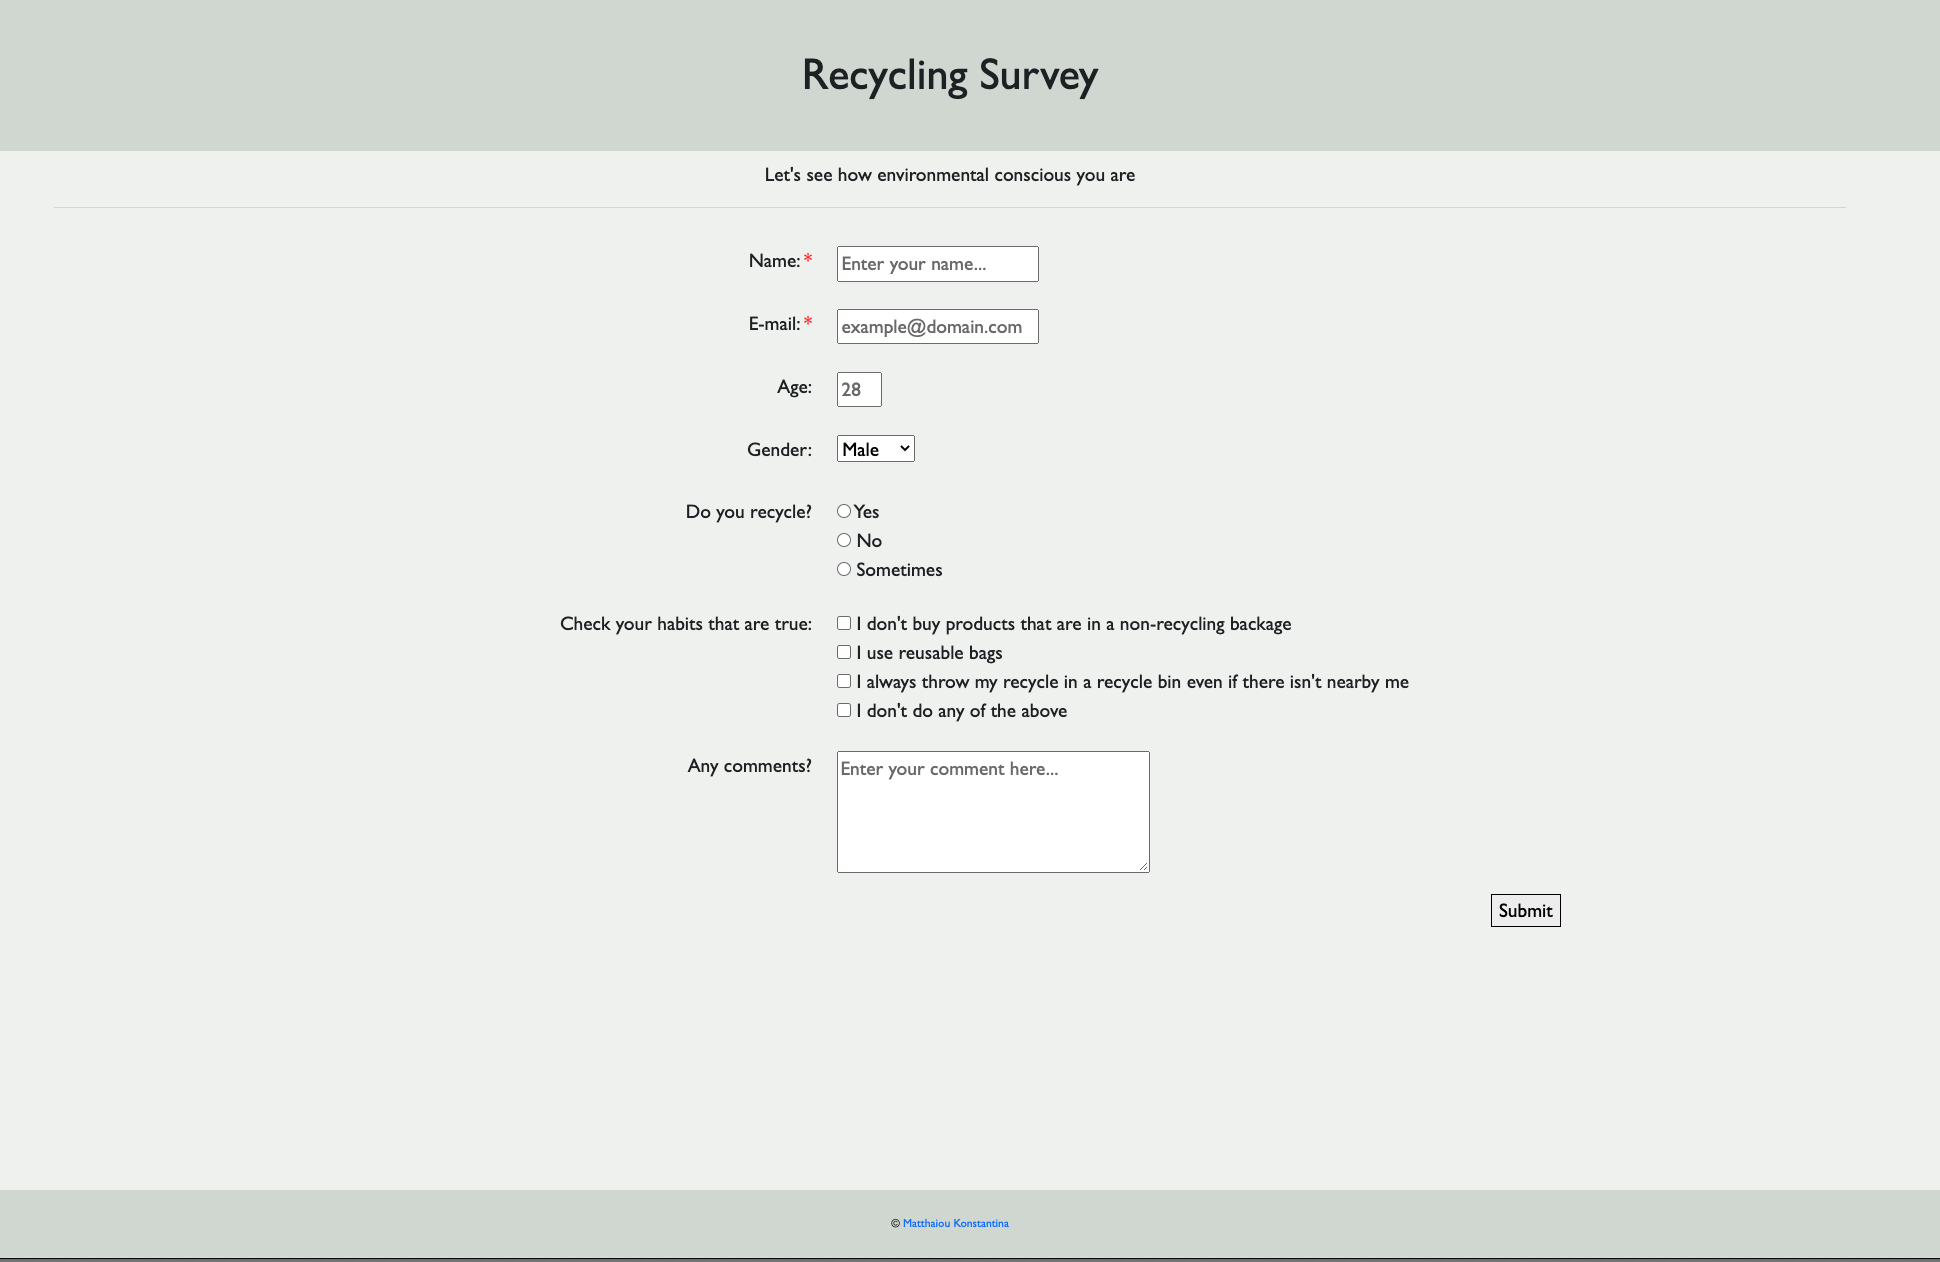 Recycling Survey
Let's see how environmental conscious you are
Name: *
Enter your name...
E-mail: *
example@domain.com
Age:
28
Gender:
Male
Do you recycle?
Yes
No
Sometimes
Check your habits that are true:
I don't buy products that are in a non-recycling backage
I use reusable bags
I always throw my recycle in a recycle bin even if there isn't nearby me
I don't do any of the above
Any comments?
Enter your comment here...
Submit
© Matthaiou Konstantina